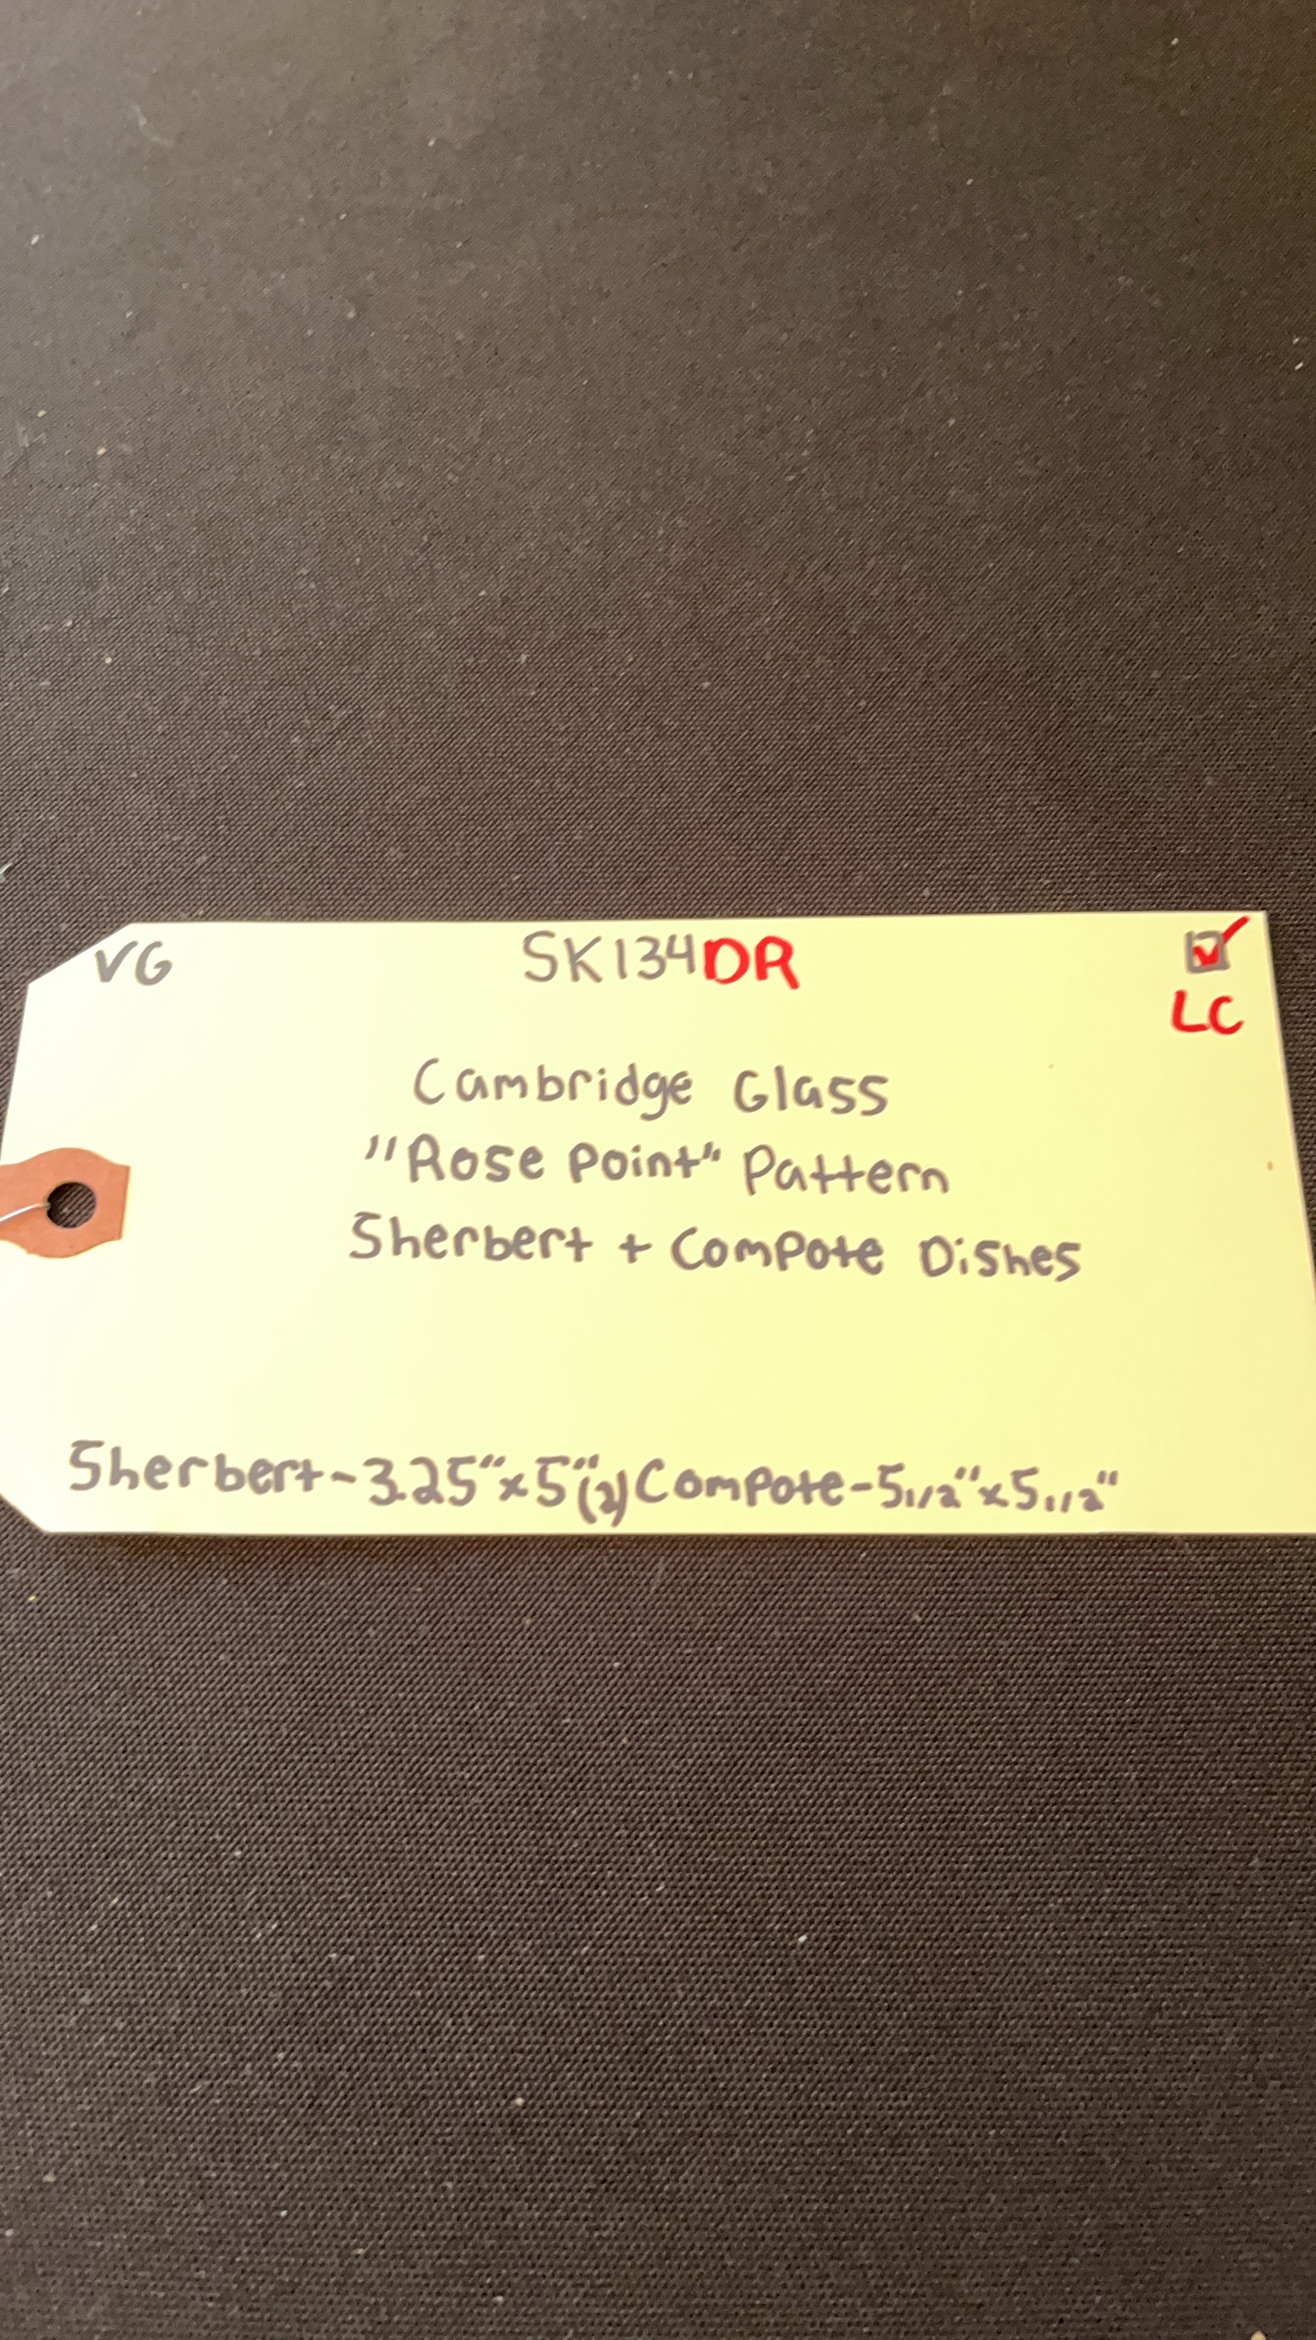 VG SK134DR ☑
LC
Cambridge Glass
"Rose Point" Pattern
Sherbert + Compote Dishes
Sherbert-3.25"x5"(2) Compote-5 1/2"x5 1/2"